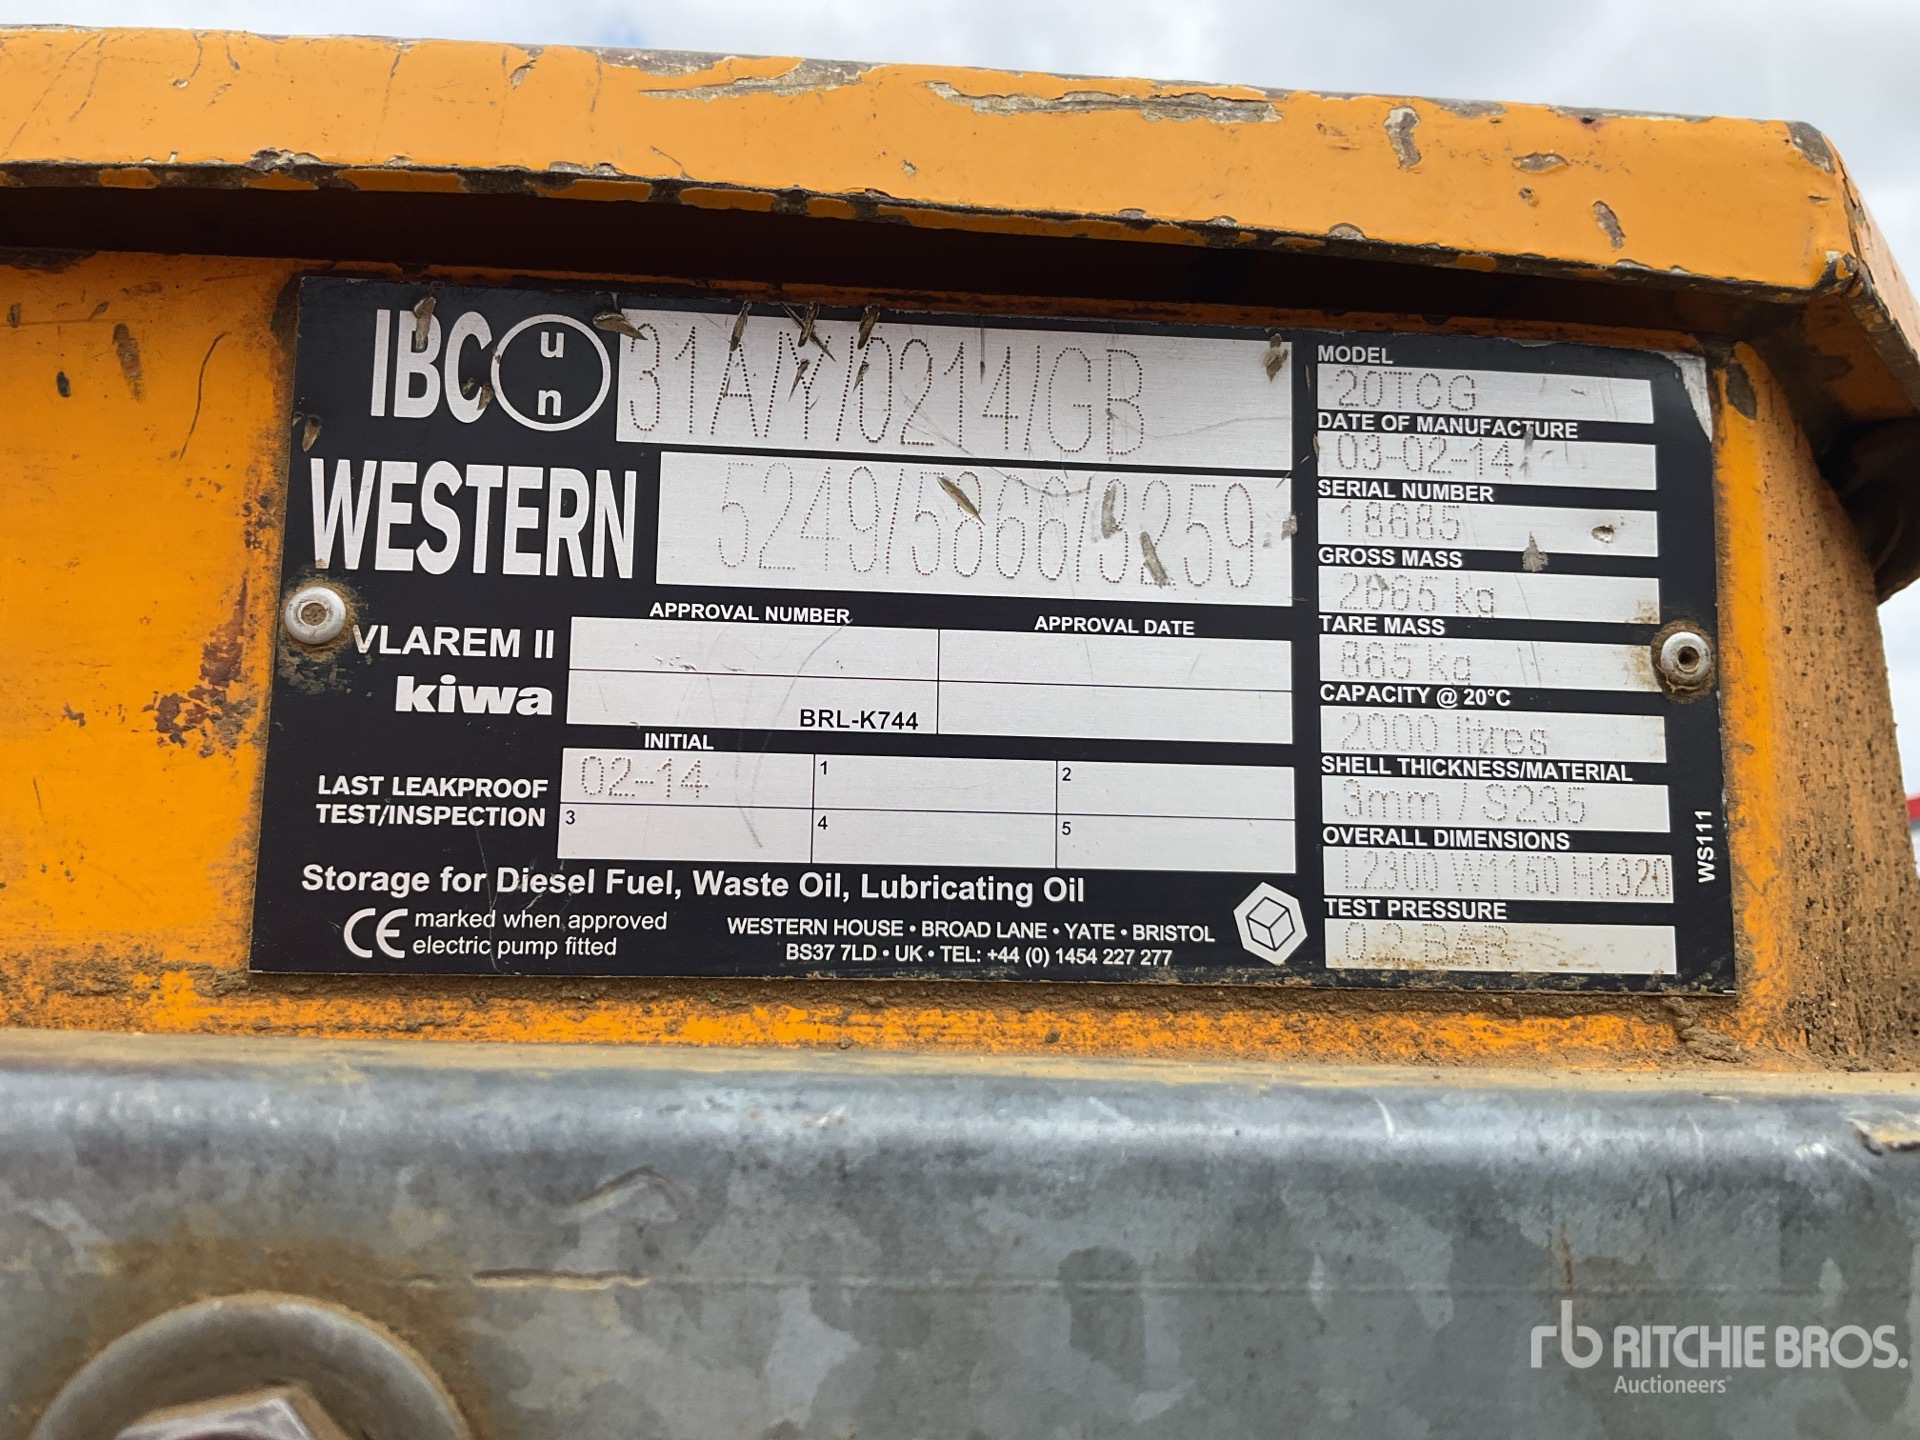 IBC un 31A/Y/0214/GB
WESTERN 5249/5866/3259
APPROVAL NUMBER APPROVAL DATE
VLAREM II
kiwa BRL-K744
INITIAL
LAST LEAKPROOF
TEST/INSPECTION
02-14 1 2
3 4 5
Storage for Diesel Fuel, Waste Oil, Lubricating Oil
CE marked when approved
electric pump fitted
WESTERN HOUSE • BROAD LANE • YATE • BRISTOL
BS37 7LD • UK • TEL: +44 (0) 1454 227 277
MODEL
20TCG
DATE OF MANUFACTURE
03-02-14
SERIAL NUMBER
18685
GROSS MASS
2665 kg
TARE MASS
865 kg
CAPACITY @ 20°C
2000 litres
SHELL THICKNESS/MATERIAL
3mm / S235
OVERALL DIMENSIONS
L2300 W1150 H1320
TEST PRESSURE
0.2 BAR
WS111
rb RITCHIE BROS.
Auctioneers